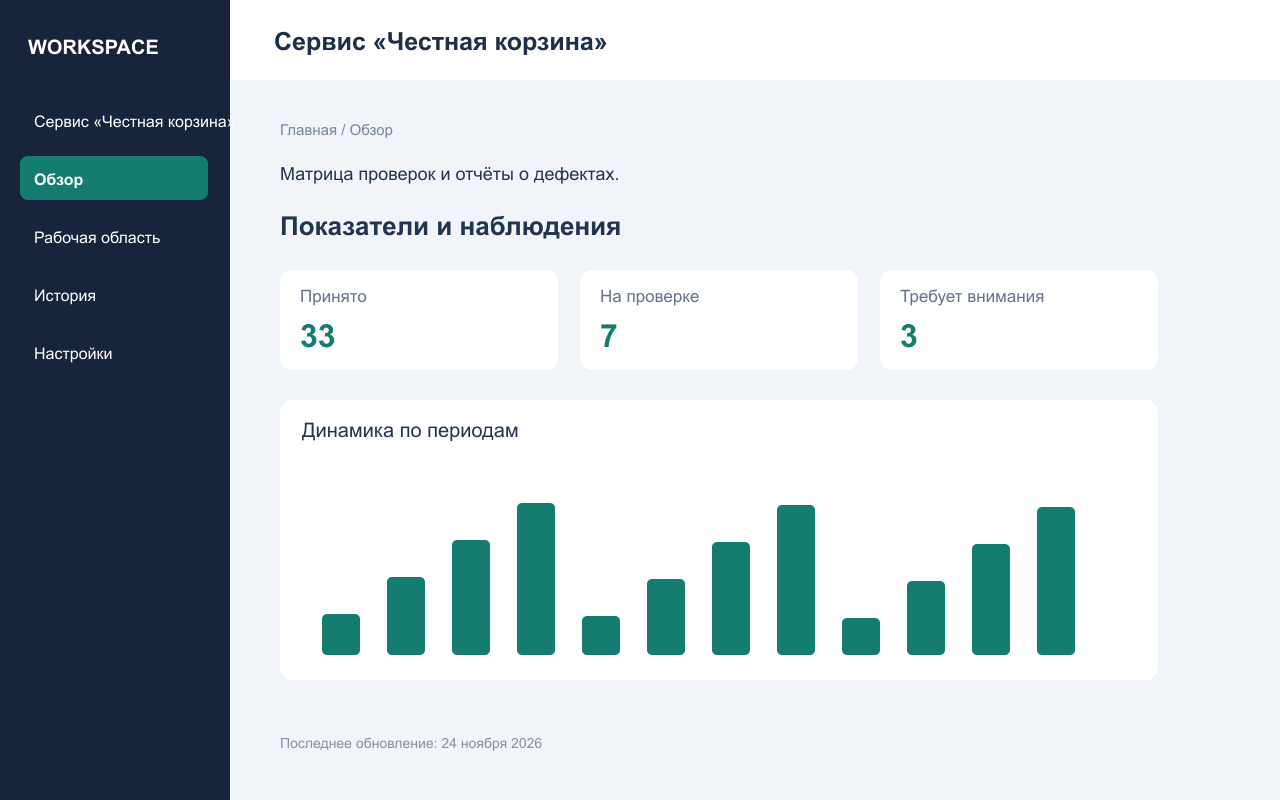 WORKSPACE
Сервис «Честная корзина»
Обзор
Рабочая область
История
Настройки
Сервис «Честная корзина»
Главная / Обзор
Матрица проверок и отчёты о дефектах.
Показатели и наблюдения
Принято
33
На проверке
7
Требует внимания
3
Динамика по периодам
Последнее обновление: 24 ноября 2026